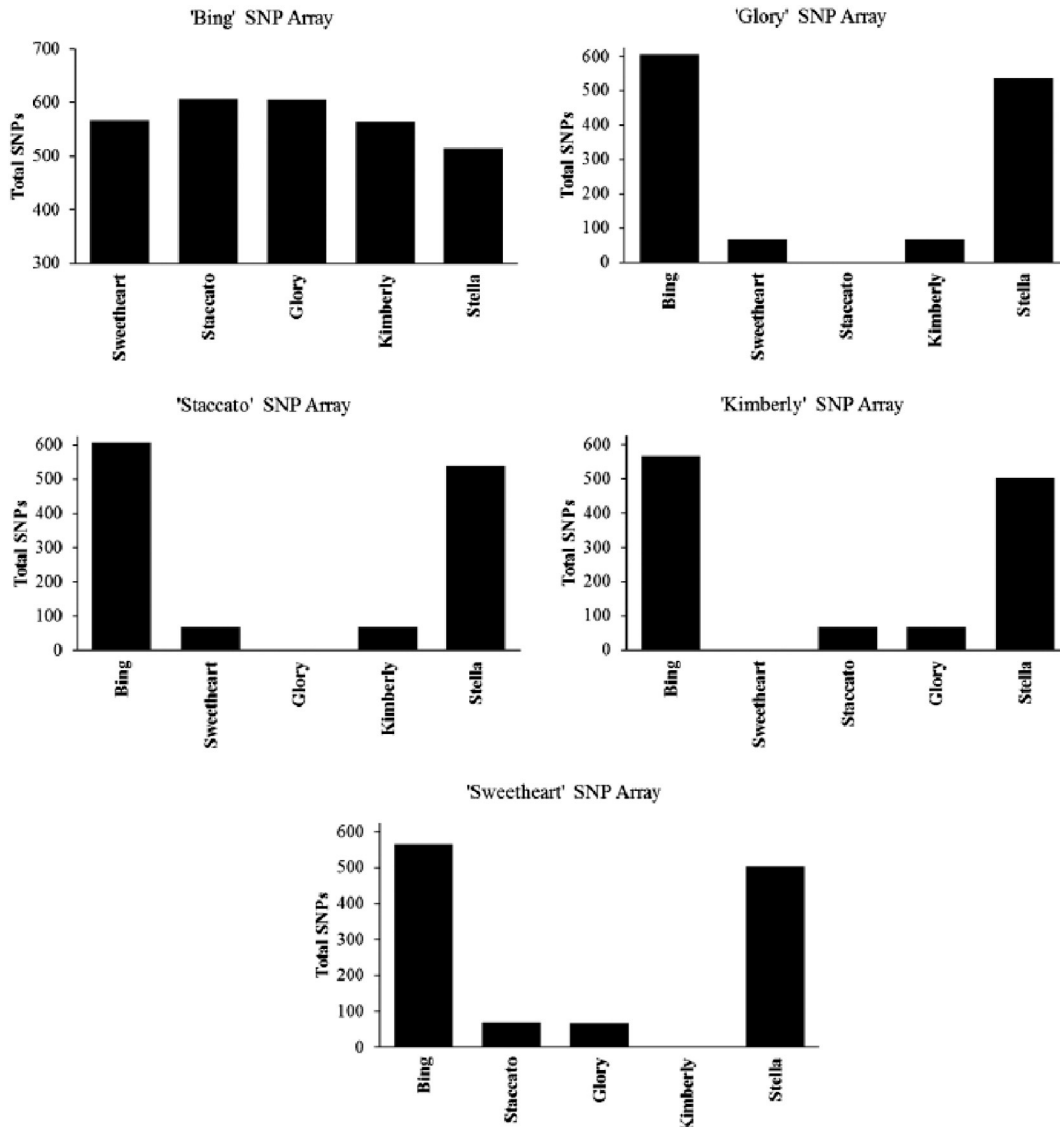 'Bing' SNP Array
Total SNPs
700
600
500
400
300
Sweetheart
Staccato
Glory
Kimberly
Stella
'Glory' SNP Array
Total SNPs
600
500
400
300
200
100
0
Bing
Sweetheart
Staccato
Kimberly
Stella
'Staccato' SNP Array
Total SNPs
600
500
400
300
200
100
0
Bing
Sweetheart
Glory
Kimberly
Stella
'Kimberly' SNP Array
Total SNPs
600
500
400
300
200
100
0
Bing
Sweetheart
Staccato
Glory
Stella
'Sweetheart' SNP Array
Total SNPs
600
500
400
300
200
100
0
Bing
Staccato
Glory
Kimberly
Stella